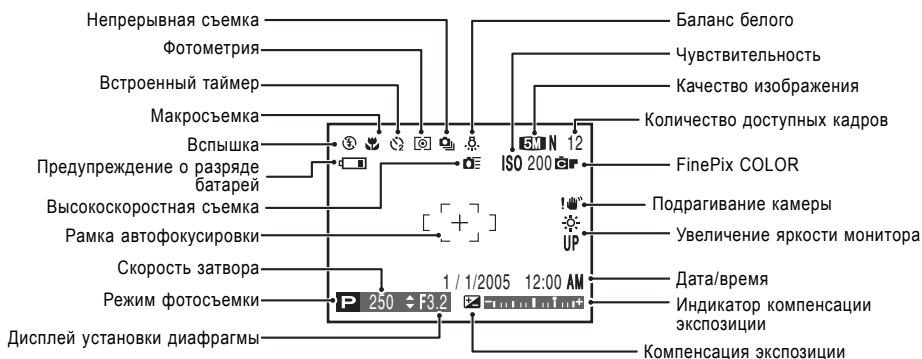 Непрерывная съемка
Фотометрия
Встроенный таймер
Макросъемка
Вспышка
Предупреждение о разряде
батарей
Высокоскоростная съемка
Рамка автофокусировки
Скорость затвора
Режим фотосъемки
Дисплей установки диафрагмы
5M N 12
ISO 200
UP
1 / 1/2005 12:00 AM
P 250 F3.2
Баланс белого
Чувствительность
Качество изображения
Количество доступных кадров
FinePix COLOR
Подрагивание камеры
Увеличение яркости монитора
Дата/время
Индикатор компенсации
экспозиции
Компенсация экспозиции